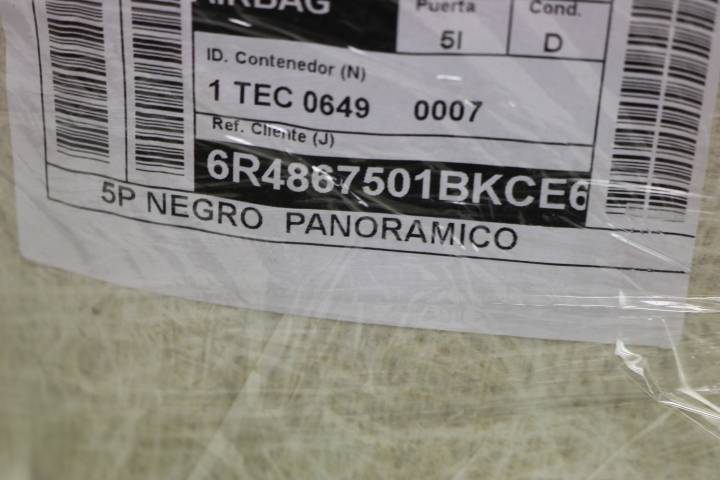 AIRBAG
Puerta
Cond.
5I
D
ID. Contenedor (N)
1 TEC 0649 0007
Ref. Cliente (J)
6R4867501BKCE6
5P NEGRO PANORAMICO